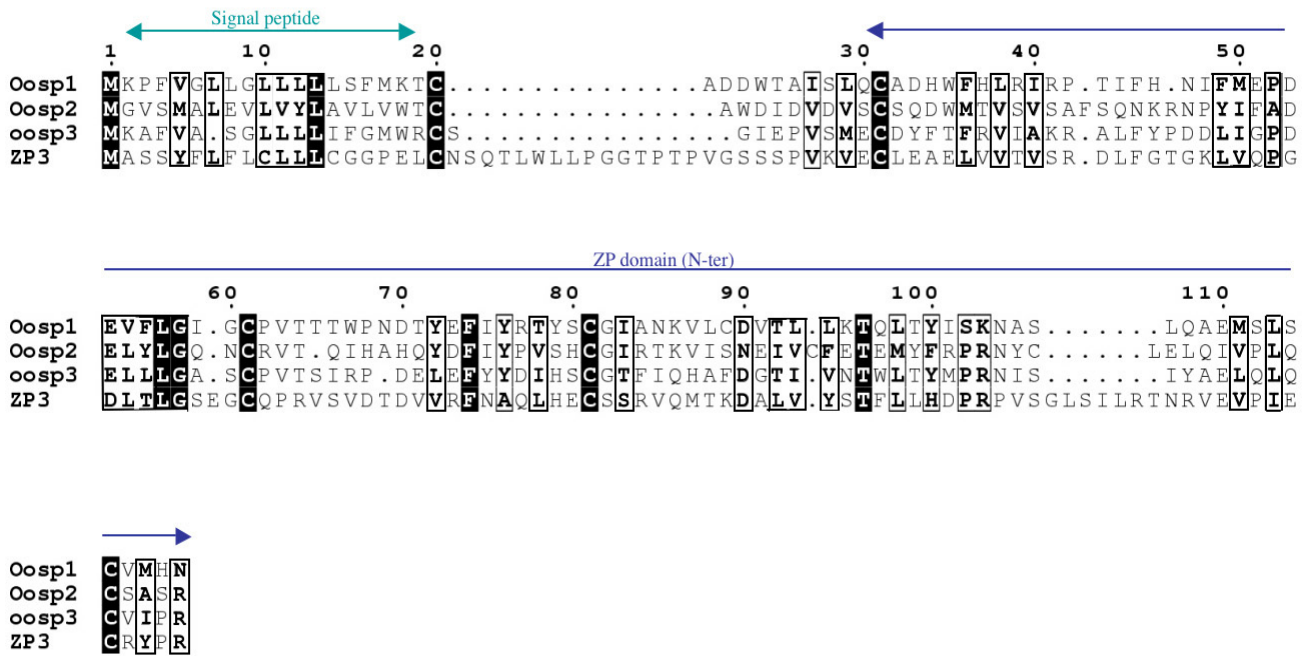 Signal peptide
1 10 20 30 40 50
Oosp1 MKPFVGLLGLLLLLSFMKTC...............ADDWTAISLQCADHWFHLRIRP.TIFH.NIFMEPD
Oosp2 MGVSMALEVLVYLAVLVWTC................AWDIDVDVSCSQDWMTVSVSAFSQNKRNPYIFAD
oosp3 MKAFVA.SGLLLLIFGMWRCS................GIEPVSMECDYFTFRVIAKR.ALFYPDDLIGPD
ZP3 MASSYFLFLCLLLCGGPELCNSQTLWLLPGGTPTPVGSSSPVKVECLEAELVVTVSR.DLFGTGKLVQPG
ZP domain (N-ter)
60 70 80 90 100 110
Oosp1 EVFLGI.GCPVTTTWPNDTYEFIYRTYSCGIANKVLCDVTL.LKTQLTYISKNAS.......LQAEMSLS
Oosp2 ELYLGQ.NCRVT.QIHAHQYDFIYPVSHCGIRTKVISNEIVCFETEMYFRPRNYC......LELQIVPLQ
oosp3 ELLLGA.SCPVTSIRP.DELEFYYDIHSCGTFIQHAFDGTI.VNTWLTYMPRNIS.......IYAELQLQ
ZP3 DLTLGSEGCQPRVSVDTDVVRFNAQLHECSSRVQMTKDALV.YSTFLLHDPRPVSGLSILRTNRVEVPIE
Oosp1 CVMHN
Oosp2 CSASR
oosp3 CVIPR
ZP3 CRYPR